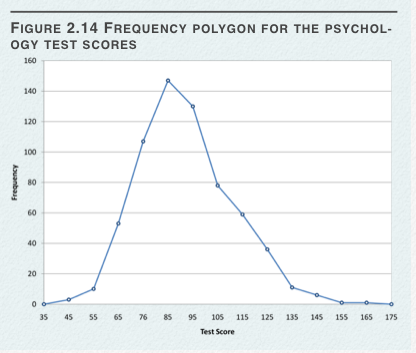 FIGURE 2.14 FREQUENCY POLYGON FOR THE PSYCHOL-
OGY TEST SCORES
160
140
120
100
80
60
40
20
0
Frequency
35 45 55 65 76 85 95 105 115 125 135 145 155 165 175
Test Score